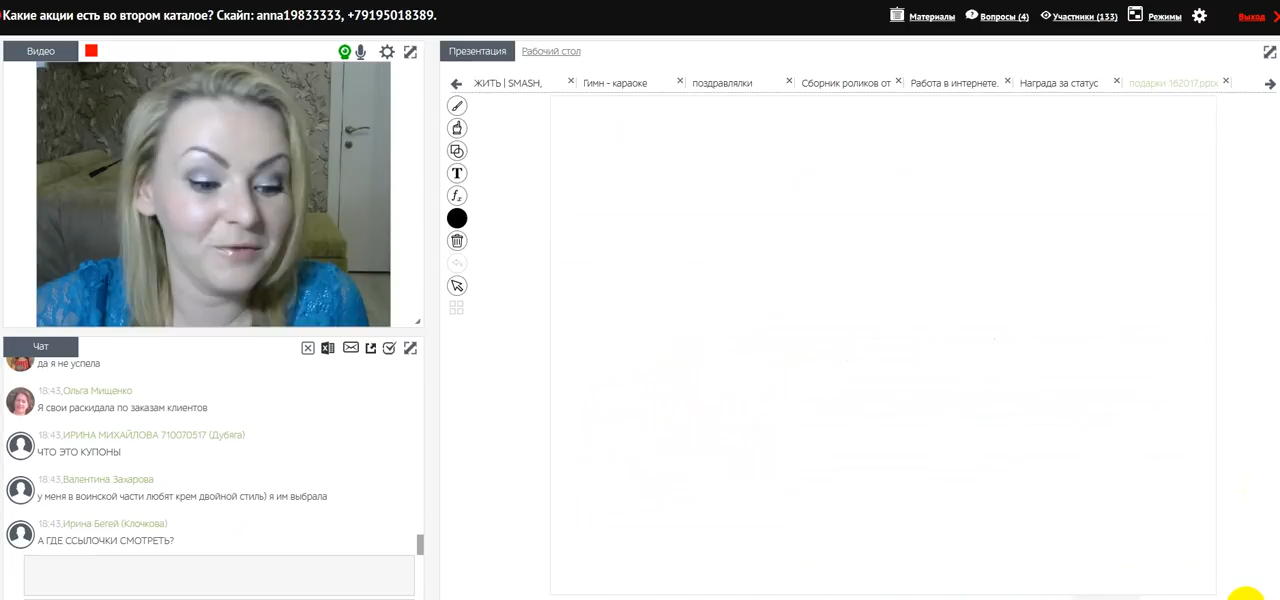 Какие акции есть во втором каталое? Скайп: anna19833333, +79195018389.
Материалы
Вопросы (4)
Участники (133)
Режимы
Выход
Видео
Презентация
Рабочий стол
ЖИТЬ | SMASH,
Гимн - караоке
поздравлялки
Сборник роликов от
Работа в интернете.
Награда за статус
подарки 162017.pptx
T
fx
Чат
да я не успела
18:43,Ольга Мищенко
Я свои раскидала по заказам клиентов
18:43,ИРИНА МИХАЙЛОВА 710070517 (Дубяга)
ЧТО ЭТО КУПОНЫ
18:43,Валентина Захарова
у меня в воинской части любят крем двойной стиль) я им выбрала
18:43,Ирина Бегей (Клочкова)
А ГДЕ ССЫЛОЧКИ СМОТРЕТЬ?